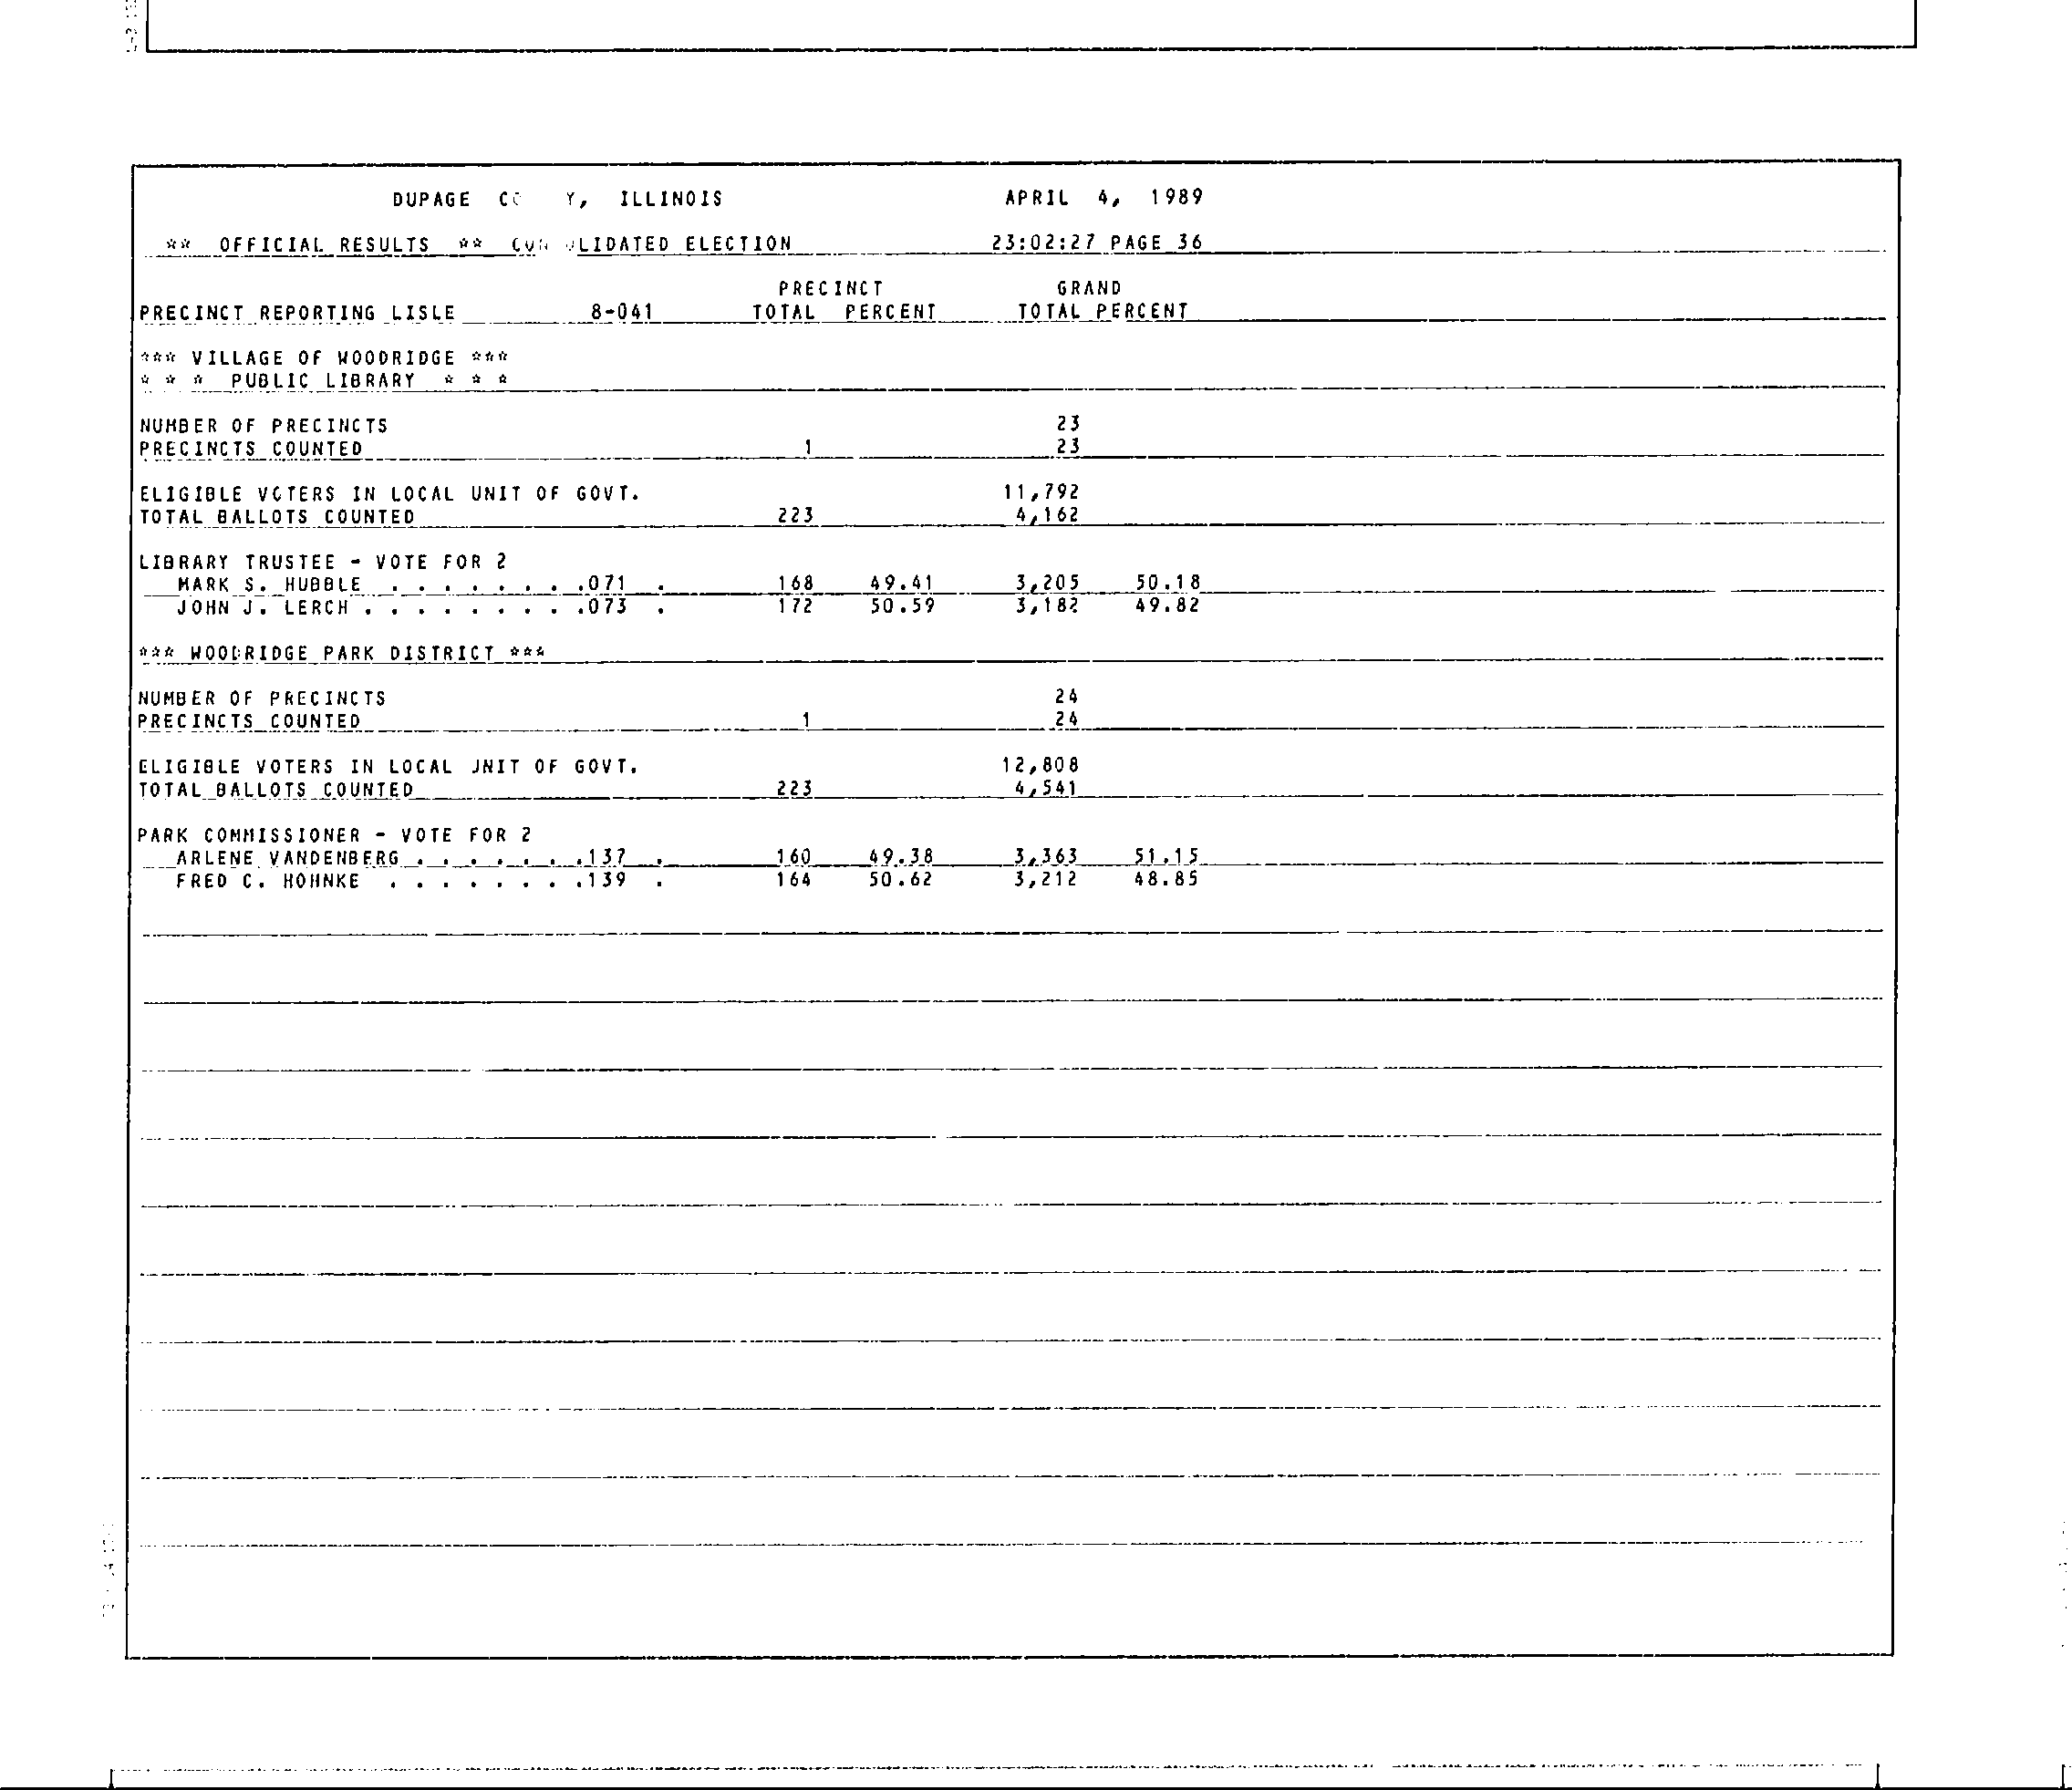 DUPAGE Y, ILLINOIS APRIL 4, 1989
** OFFICIAL RESULTS ** ELECTION 23:02:27 PAGE 36
PRECINCT GRAND
PRECINCT REPORTING LISLE 8-041 TOTAL PERCENT TOTAL PERCENT
*** VILLAGE OF WOODRIDGE ***
* * * PUBLIC LIBRARY * * *
NUMBER OF PRECINCTS 23
PRECINCTS COUNTED 1 23
ELIGIBLE VOTERS IN LOCAL UNIT OF GOVT. 11,792
TOTAL BALLOTS COUNTED 223 4,162
LIBRARY TRUSTEE - VOTE FOR 2
MARK S. HUBBLE . . . . . . . .071 . 168 49.41 3,205 50.18
JOHN J. LERCH . . . . . . . . .073 . 172 50.59 3,182 49.82
*** WOODRIDGE PARK DISTRICT ***
NUMBER OF PRECINCTS 24
PRECINCTS COUNTED 1 24
ELIGIBLE VOTERS IN LOCAL UNIT OF GOVT. 12,808
TOTAL BALLOTS COUNTED 223 4,541
PARK COMMISSIONER - VOTE FOR 2
ARLENE VANDENBERG . . . . . . .137 . 160 49.38 3,363 51.15
FRED C. HOHNKE . . . . . . . .139 . 164 50.62 3,212 48.85